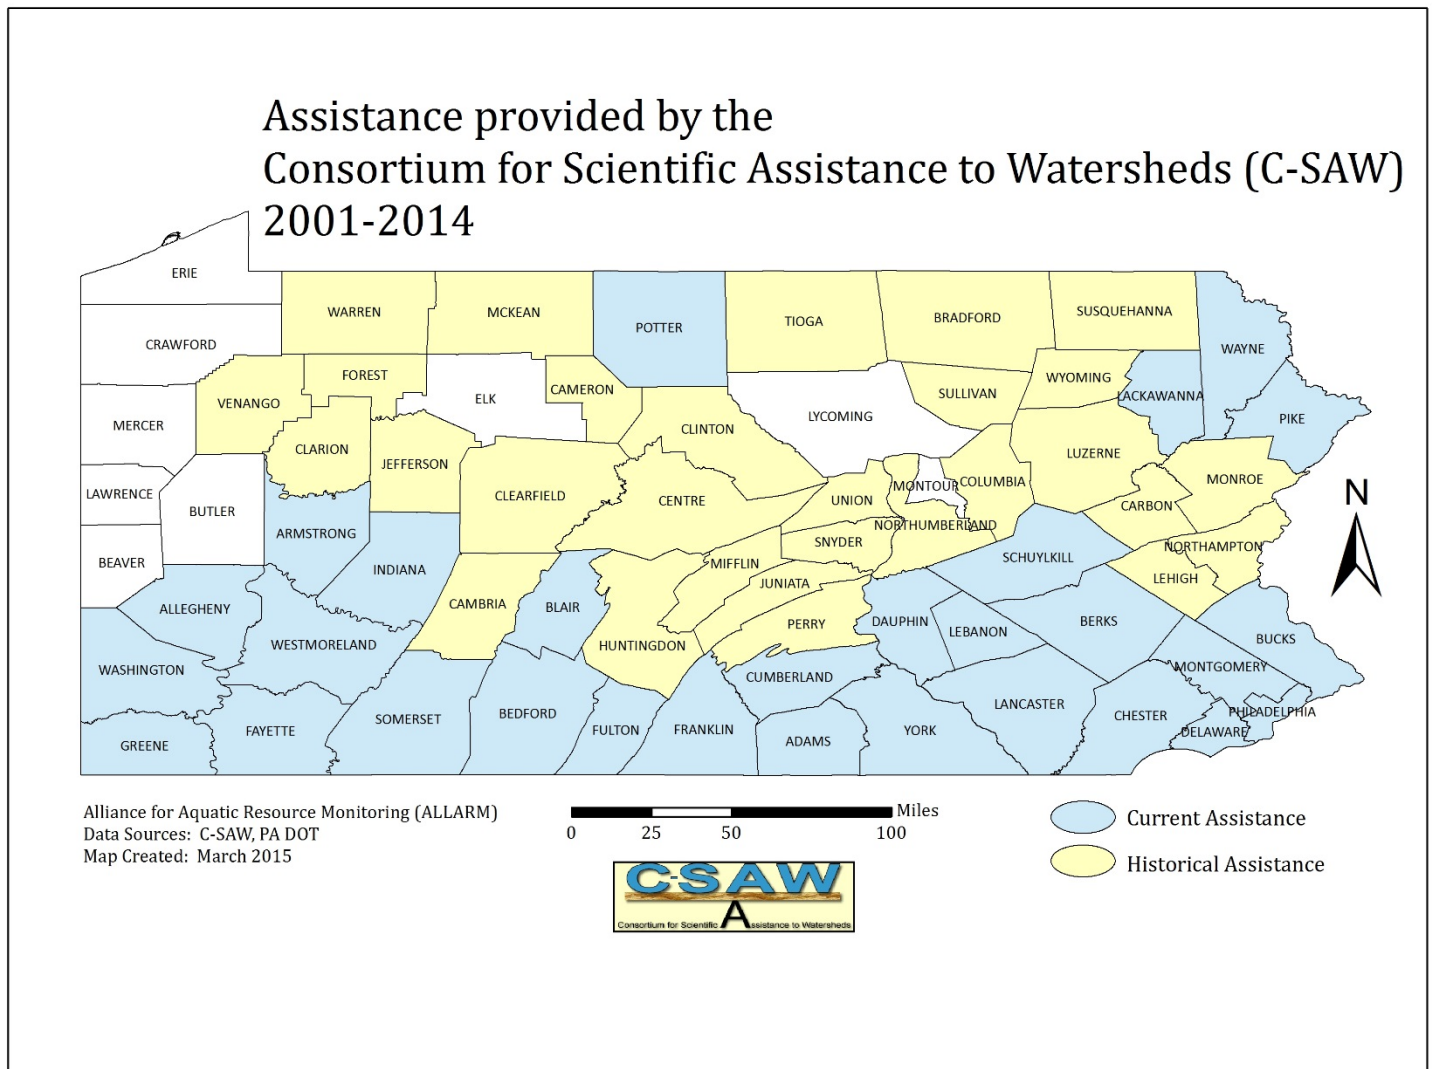 Assistance provided by the
Consortium for Scientific Assistance to Watersheds (C-SAW)
2001-2014
ERIE
WARREN
MCKEAN
POTTER
TIOGA
BRADFORD
SUSQUEHANNA
WAYNE
CRAWFORD
FOREST
ELK
CAMERON
VENANGO
LYCOMING
SULLIVAN
WYOMING
LACKAWANNA
PIKE
MERCER
CLARION
JEFFERSON
CLINTON
LUZERNE
MONROE
LAWRENCE
BUTLER
CLEARFIELD
CENTRE
UNION
MONTOUR
COLUMBIA
CARBON
N
ARMSTRONG
SNYDER
NORTHUMBERLAND
NORTHAMPTON
BEAVER
INDIANA
MIFFLIN
SCHUYLKILL
LEHIGH
ALLEGHENY
CAMBRIA
BLAIR
JUNIATA
PERRY
DAUPHIN
LEBANON
BERKS
BUCKS
WESTMORELAND
HUNTINGDON
WASHINGTON
CUMBERLAND
MONTGOMERY
GREENE
FAYETTE
SOMERSET
BEDFORD
FULTON
FRANKLIN
ADAMS
YORK
LANCASTER
CHESTER
DELAWARE
PHILADELPHIA
Alliance for Aquatic Resource Monitoring (ALLARM)
Data Sources: C-SAW, PA DOT
Map Created: March 2015
Miles
0 25 50 100
Current Assistance
Historical Assistance
C-SAW
Consortium for Scientific Assistance to Watersheds